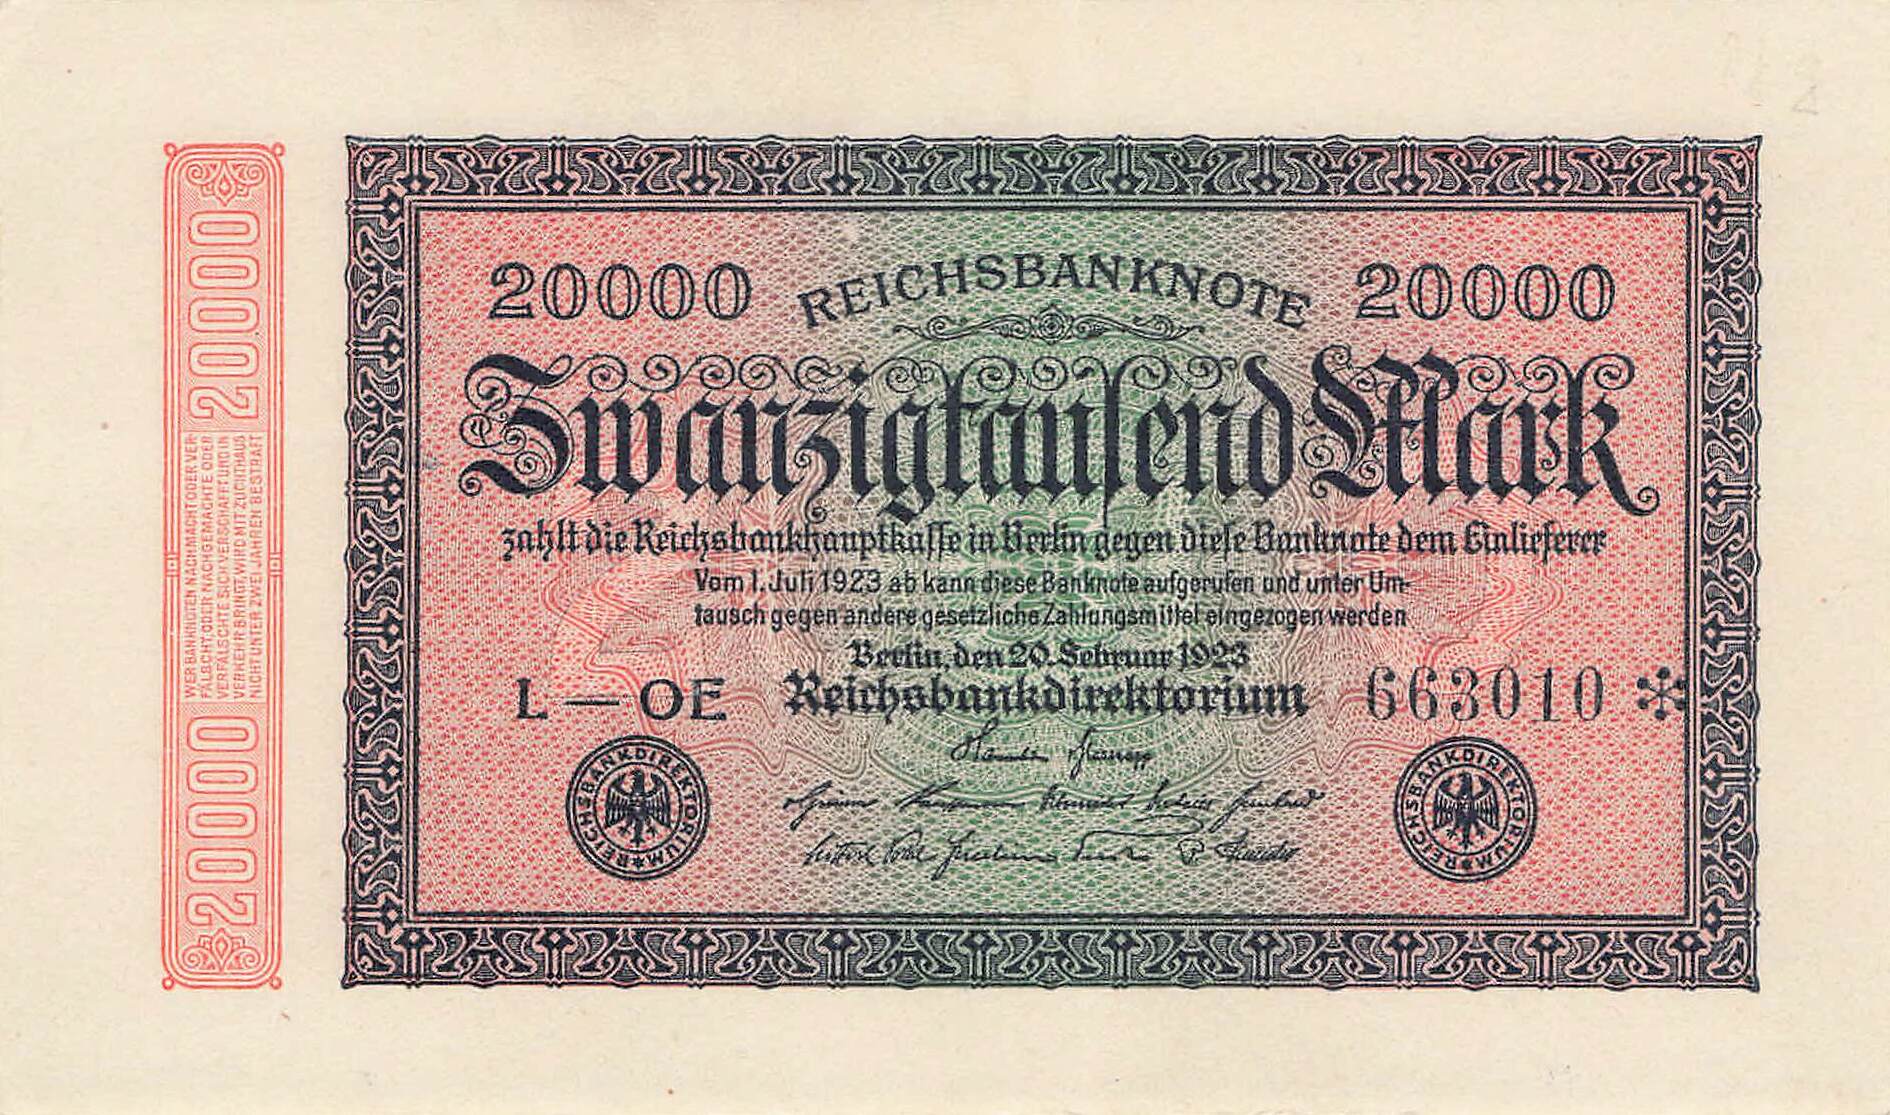 20000
WER BANKNOTEN NACHMACHT ODER VER-
FÄLSCHT, ODER NACHGEMACHTE ODER
VERFÄLSCHTE SICH VERSCHAFFT UND IN
VERKEHR BRINGT, WIRD MIT ZUCHTHAUS
NICHT UNTER ZWEI JAHREN BESTRAFT
20000
20000 REICHSBANKNOTE 20000
Zwanzigtausend Mark
zahlt die Reichsbankhauptkasse in Berlin gegen diese Banknote dem Einlieferer
Vom 1. Juli 1923 ab kann diese Banknote aufgerufen und unter Um-
tausch gegen andere gesetzliche Zahlungsmittel eingezogen werden
Berlin, den 20. Februar 1923
L — OE Reichsbankdirektorium 663010 *
REICHSBANKDIREKTORIUM
REICHSBANKDIREKTORIUM